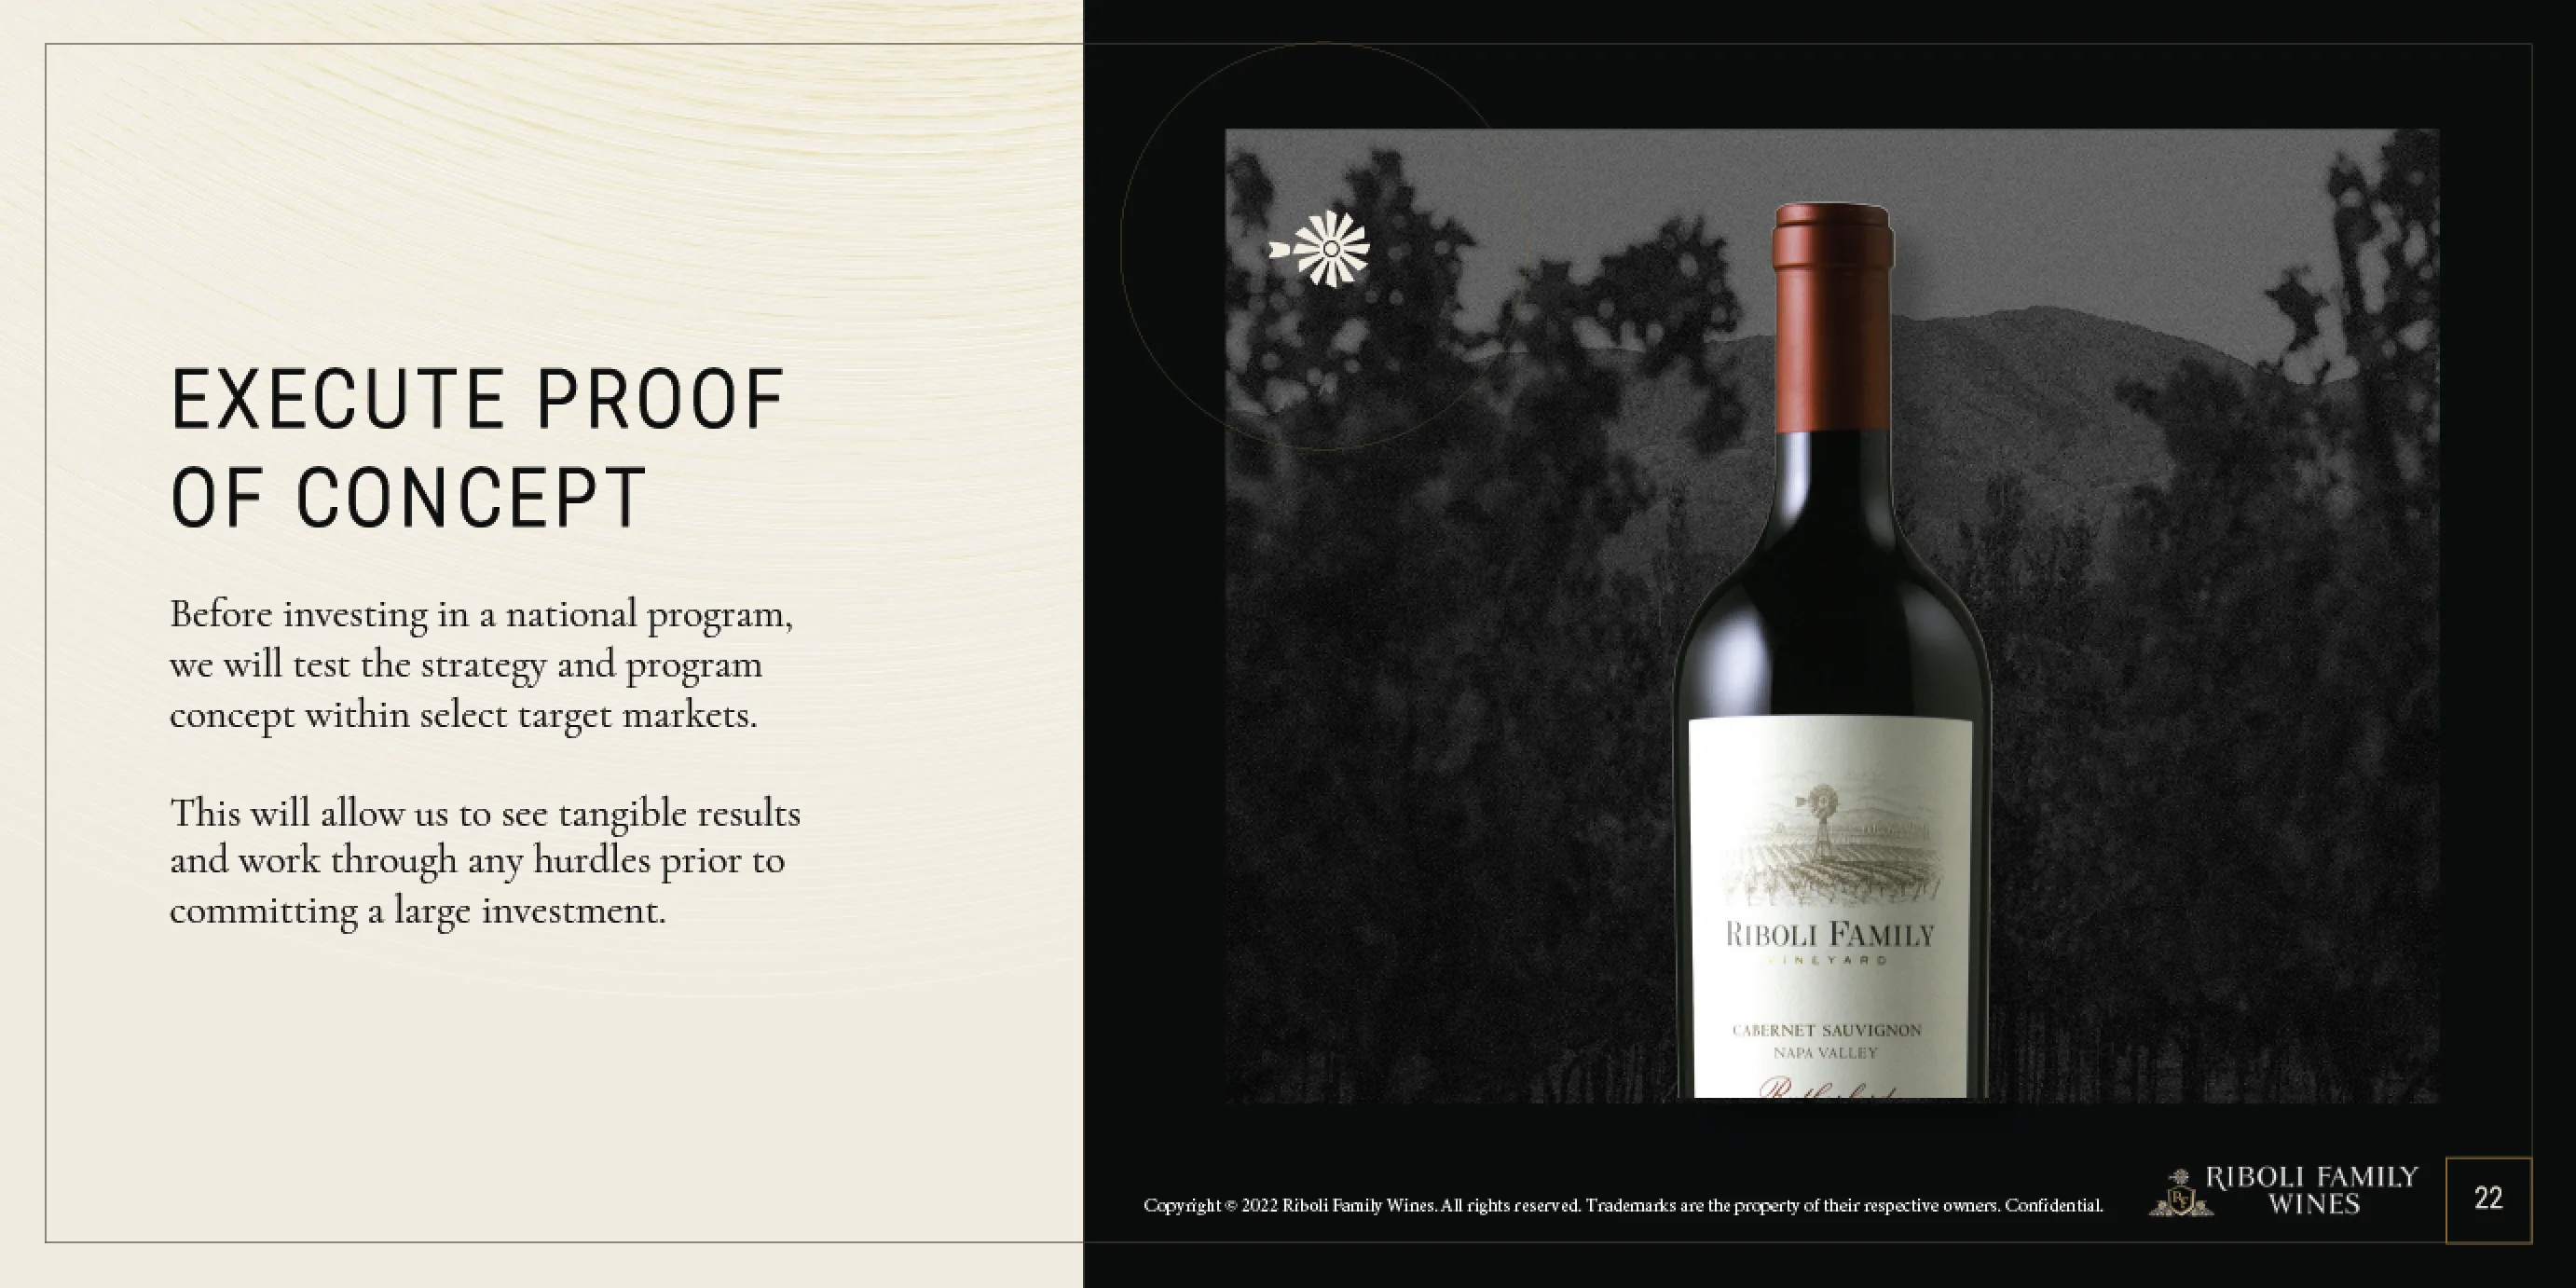 EXECUTE PROOF
OF CONCEPT
Before investing in a national program,
we will test the strategy and program
concept within select target markets.
This will allow us to see tangible results
and work through any hurdles prior to
committing a large investment.
RIBOLI FAMILY
VINEYARD
CABERNET SAUVIGNON
NAPA VALLEY
Copyright © 2022 Riboli Family Wines. All rights reserved. Trademarks are the property of their respective owners. Confidential.
RF
RIBOLI FAMILY
WINES
22